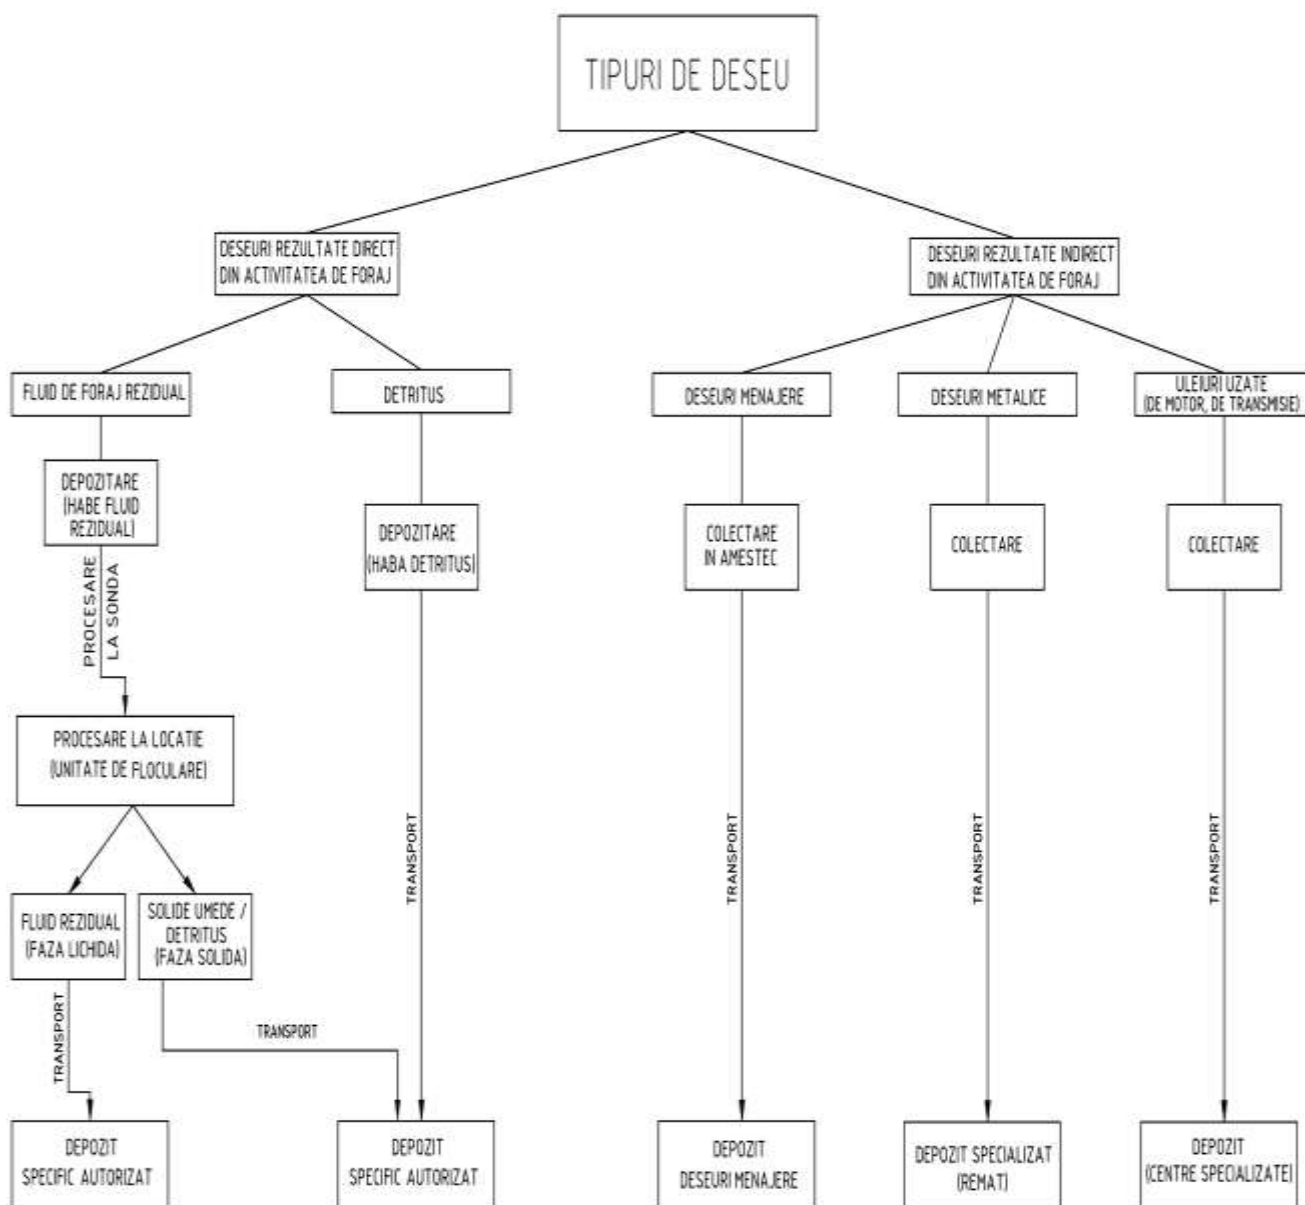 TIPURI DE DESEU
DESEURI REZULTATE DIRECT
DIN ACTIVITATEA DE FORAJ
DESEURI REZULTATE INDIRECT
DIN ACTIVITATEA DE FORAJ
FLUID DE FORAJ REZIDUAL
DETRITUS
DESEURI MENAJERE
DESEURI METALICE
ULEIURI UZATE
(DE MOTOR, DE TRANSMISIE)
DEPOZITARE
(HABE FLUID
REZIDUAL)
DEPOZITARE
(HABA DETRITUS)
COLECTARE
IN AMESTEC
COLECTARE
COLECTARE
PROCESARE
LA SONDA
PROCESARE LA LOCATIE
(UNITATE DE FLOCULARE)
TRANSPORT
TRANSPORT
TRANSPORT
TRANSPORT
FLUID REZIDUAL
(FAZA LICHIDA)
SOLIDE UMEDE /
DETRITUS
(FAZA SOLIDA)
TRANSPORT
TRANSPORT
DEPOZIT
SPECIFIC AUTORIZAT
DEPOZIT
SPECIFIC AUTORIZAT
DEPOZIT
DESEURI MENAJERE
DEPOZIT SPECIALIZAT
(REMAT)
DEPOZIT
(CENTRE SPECIALIZATE)